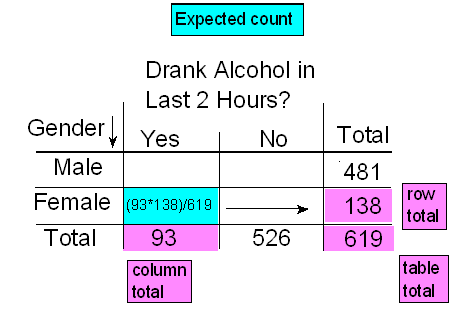 Expected count
Drank Alcohol in
Last 2 Hours?
Gender
Yes No Total
Male 481
Female (93*138)/619 138
row
total
Total 93 526 619
column
total
table
total